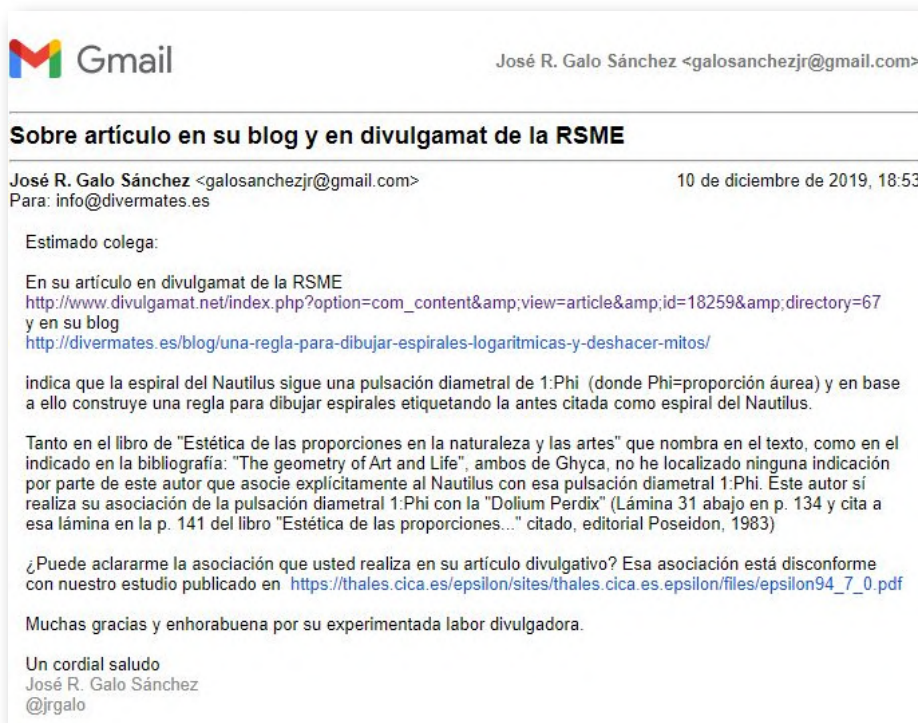 Gmail
José R. Galo Sánchez <galosanchezjr@gmail.com>
Sobre artículo en su blog y en divulgamat de la RSME
José R. Galo Sánchez <galosanchezjr@gmail.com>
10 de diciembre de 2019, 18:53
Para: info@divermates.es
Estimado colega:
En su artículo en divulgamat de la RSME
http://www.divulgamat.net/index.php?option=com_content&amp;view=article&amp;id=18259&amp;directory=67
y en su blog
http://divermates.es/blog/una-regla-para-dibujar-espirales-logaritmicas-y-deshacer-mitos/
indica que la espiral del Nautilus sigue una pulsación diametral de 1:Phi (donde Phi=proporción áurea) y en base
a ello construye una regla para dibujar espirales etiquetando la antes citada como espiral del Nautilus.
Tanto en el libro de "Estética de las proporciones en la naturaleza y las artes" que nombra en el texto, como en el
indicado en la bibliografía: "The geometry of Art and Life", ambos de Ghyca, no he localizado ninguna indicación
por parte de este autor que asocie explícitamente al Nautilus con esa pulsación diametral 1:Phi. Este autor sí
realiza su asociación de la pulsación diametral 1:Phi con la "Dolium Perdix" (Lámina 31 abajo en p. 134 y cita a
esa lámina en la p. 141 del libro "Estética de las proporciones..." citado, editorial Poseidon, 1983)
¿Puede aclararme la asociación que usted realiza en su artículo divulgativo? Esa asociación está disconforme
con nuestro estudio publicado en https://thales.cica.es/epsilon/sites/thales.cica.es.epsilon/files/epsilon94_7_0.pdf
Muchas gracias y enhorabuena por su experimentada labor divulgadora.
Un cordial saludo
José R. Galo Sánchez
@jrgalo